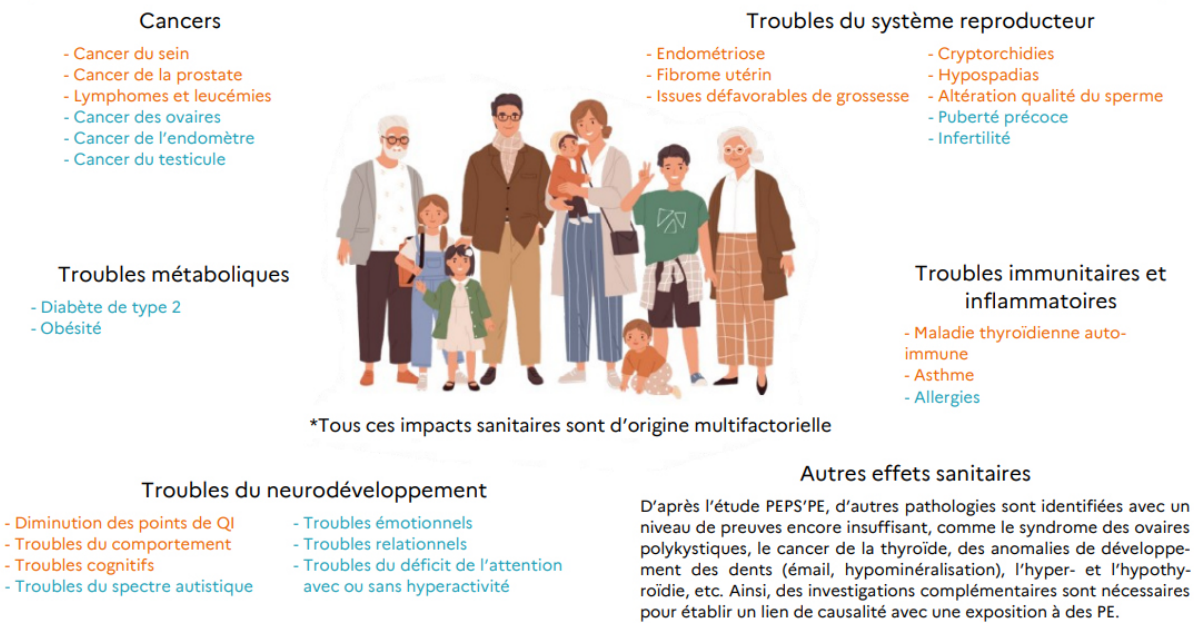 Cancers
- Cancer du sein
- Cancer de la prostate
- Lymphomes et leucémies
- Cancer des ovaires
- Cancer de l'endomètre
- Cancer du testicule
Troubles du système reproducteur
- Endométriose
- Fibrome utérin
- Issues défavorables de grossesse
- Cryptorchidies
- Hypospadias
- Altération qualité du sperme
- Puberté précoce
- Infertilité
Troubles métaboliques
- Diabète de type 2
- Obésité
Troubles immunitaires et
inflammatoires
- Maladie thyroïdienne auto-
immune
- Asthme
- Allergies
*Tous ces impacts sanitaires sont d'origine multifactorielle
Troubles du neurodéveloppement
- Diminution des points de QI
- Troubles du comportement
- Troubles cognitifs
- Troubles du spectre autistique
- Troubles émotionnels
- Troubles relationnels
- Troubles du déficit de l'attention
avec ou sans hyperactivité
Autres effets sanitaires
D'après l'étude PEPS'PE, d'autres pathologies sont identifiées avec un
niveau de preuves encore insuffisant, comme le syndrome des ovaires
polykystiques, le cancer de la thyroïde, des anomalies de développe-
ment des dents (émail, hypominéralisation), l'hyper- et l'hypothy-
roïdie, etc. Ainsi, des investigations complémentaires sont nécessaires
pour établir un lien de causalité avec une exposition à des PE.